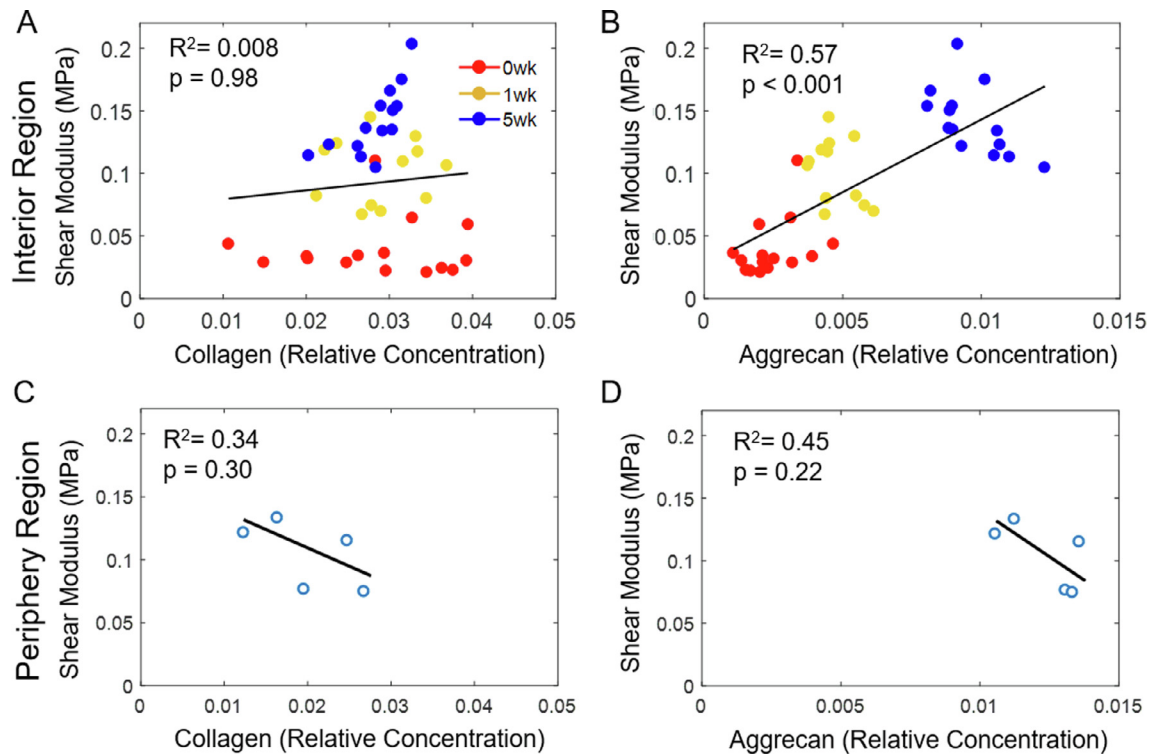 A
B
Interior Region
Shear Modulus (MPa)
0.2
0.15
0.1
0.05
0
R²= 0.008
p = 0.98
0wk
1wk
5wk
0
0.01
0.02
0.03
0.04
0.05
Collagen (Relative Concentration)
Shear Modulus (MPa)
0.2
0.15
0.1
0.05
0
R²= 0.57
p < 0.001
0
0.005
0.01
0.015
Aggrecan (Relative Concentration)
C
D
Periphery Region
Shear Modulus (MPa)
0.2
0.15
0.1
0.05
0
R²= 0.34
p = 0.30
0
0.01
0.02
0.03
0.04
0.05
Collagen (Relative Concentration)
Shear Modulus (MPa)
0.2
0.15
0.1
0.05
0
R²= 0.45
p = 0.22
0
0.005
0.01
0.015
Aggrecan (Relative Concentration)